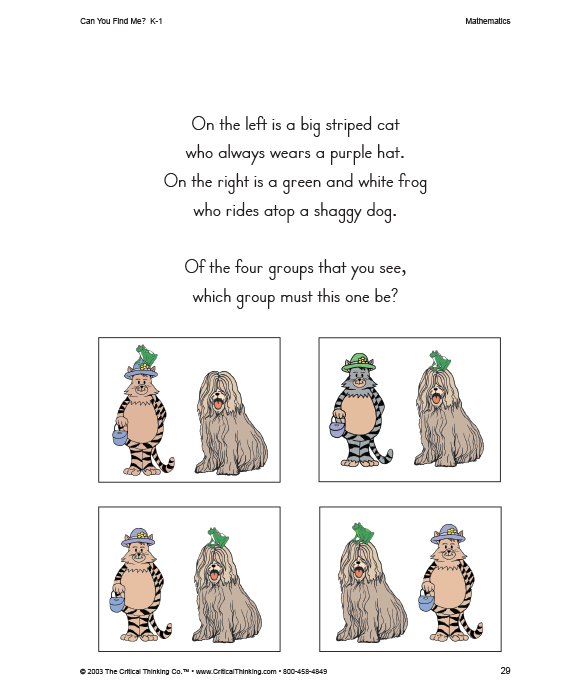 Can You Find Me? K-1
Mathematics
On the left is a big striped cat
who always wears a purple hat.
On the right is a green and white frog
who rides atop a shaggy dog.
Of the four groups that you see,
which group must this one be?
© 2003 The Critical Thinking Co.™ • www.CriticalThinking.com • 800-458-4849
29